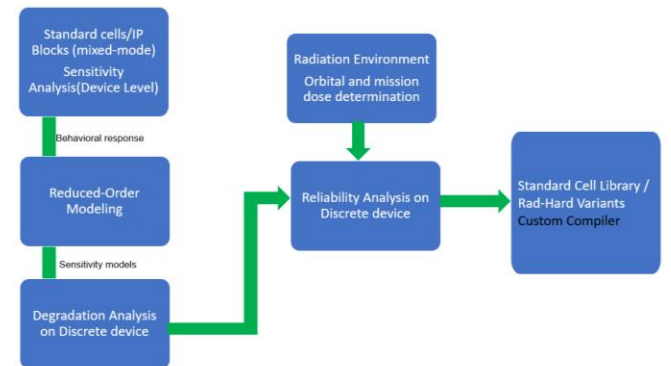 Standard cells/IP
Blocks (mixed-mode)
Sensitivity
Analysis(Device Level)
Behavioral response
Reduced-Order
Modeling
Sensitivity models
Degradation Analysis
on Discrete device
Radiation Environment
Orbital and mission
dose determination
Reliability Analysis on
Discrete device
Standard Cell Library /
Rad-Hard Variants
Custom Compiler